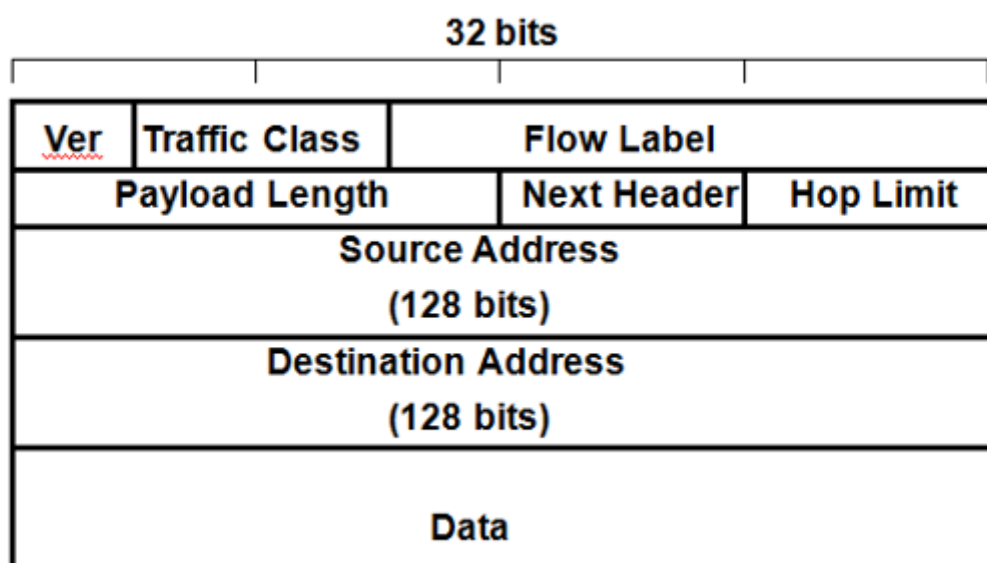 32 bits
Ver Traffic Class Flow Label
Payload Length Next Header Hop Limit
Source Address
(128 bits)
Destination Address
(128 bits)
Data